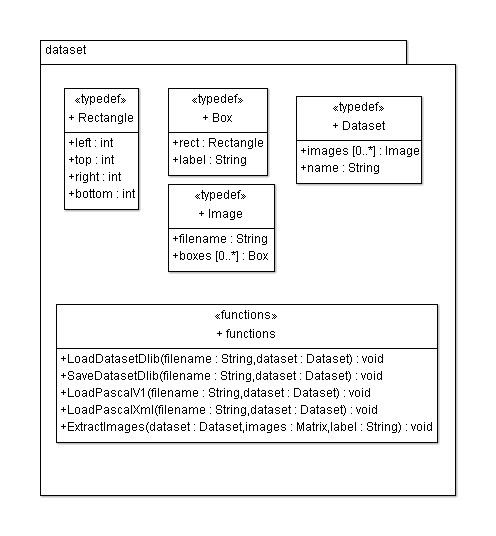 dataset
«typedef»
+ Rectangle
+left : int
+top : int
+right : int
+bottom : int
«typedef»
+ Box
+rect : Rectangle
+label : String
«typedef»
+ Dataset
+images [0..*] : Image
+name : String
«typedef»
+ Image
+filename : String
+boxes [0..*] : Box
«functions»
+ functions
+LoadDatasetDlib(filename : String,dataset : Dataset) : void
+SaveDatasetDlib(filename : String,dataset : Dataset) : void
+LoadPascalV1(filename : String,dataset : Dataset) : void
+LoadPascalXml(filename : String,dataset : Dataset) : void
+ExtractImages(dataset : Dataset,images : Matrix,label : String) : void